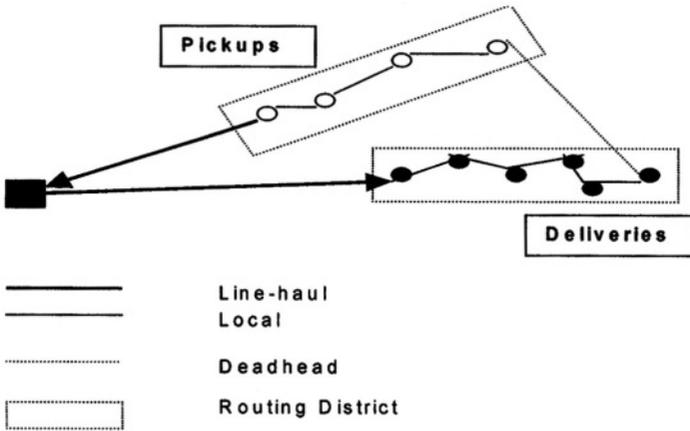 Pickups
Deliveries
Line-haul
Local
Deadhead
Routing District